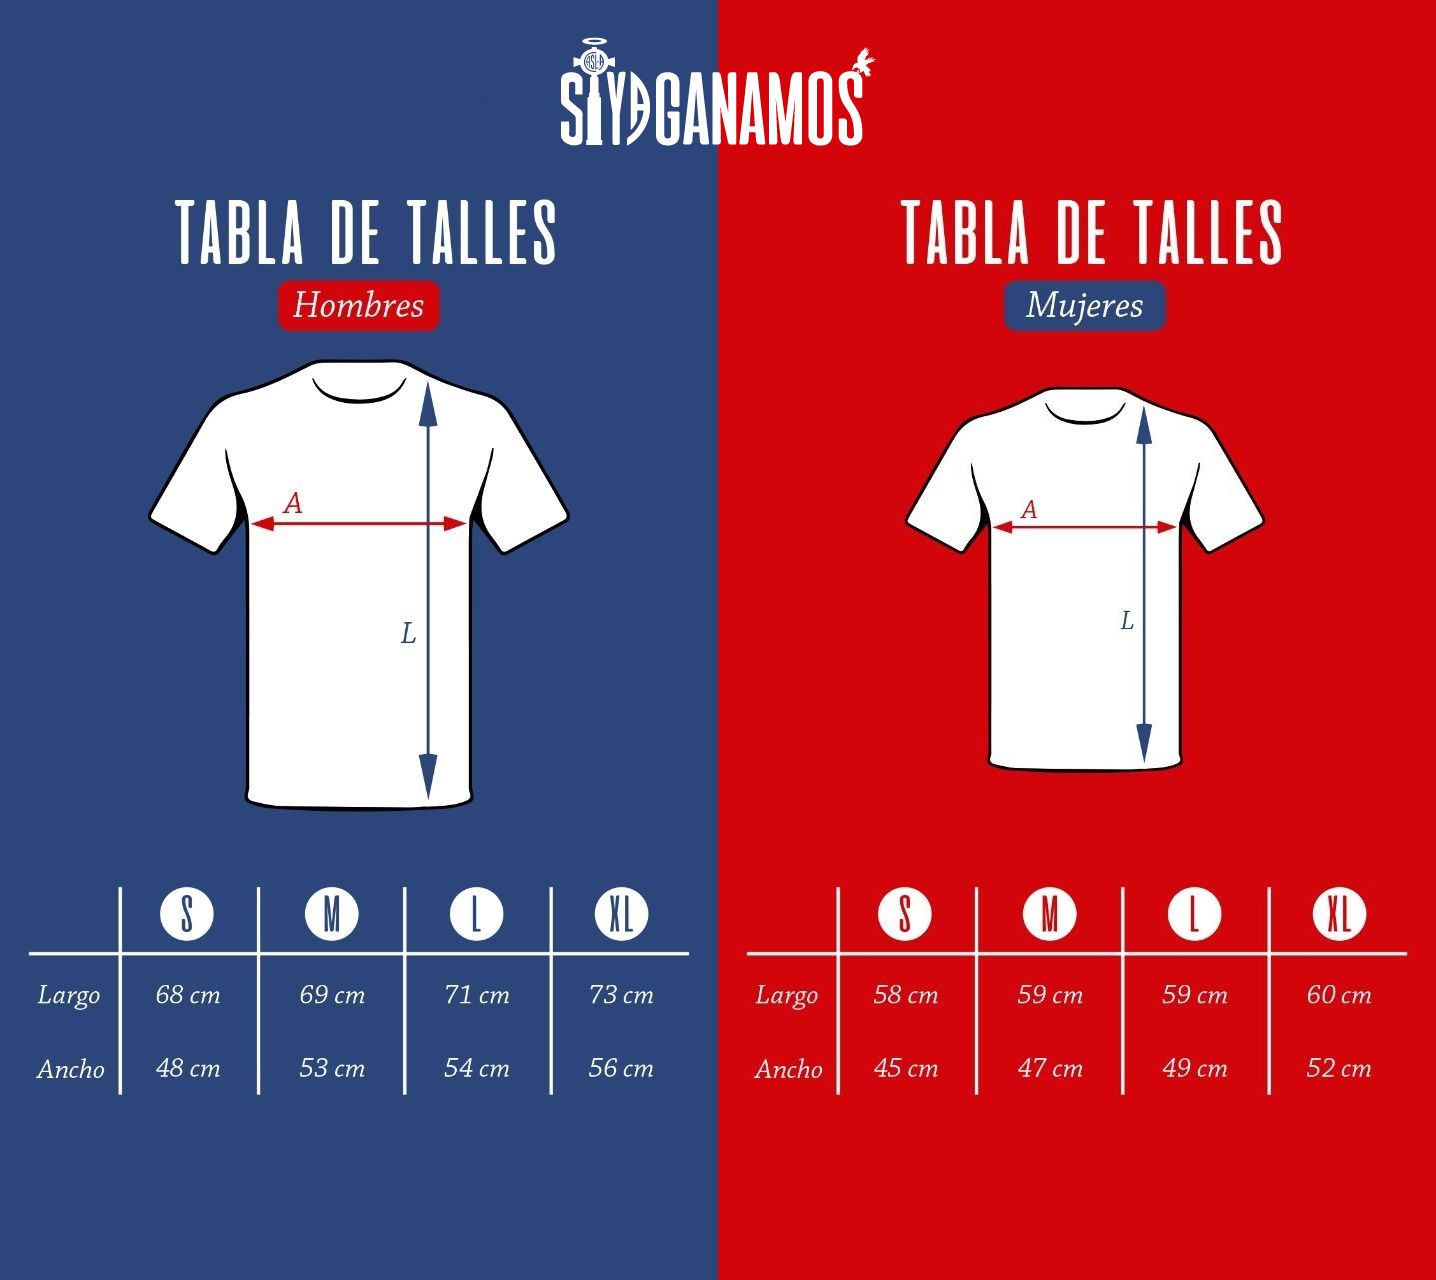 CASLA
SIYAGANAMOS
TABLA DE TALLES
Hombres
A
L
S M L XL
Largo 68 cm 69 cm 71 cm 73 cm
Ancho 48 cm 53 cm 54 cm 56 cm
TABLA DE TALLES
Mujeres
A
L
S M L XL
Largo 58 cm 59 cm 59 cm 60 cm
Ancho 45 cm 47 cm 49 cm 52 cm